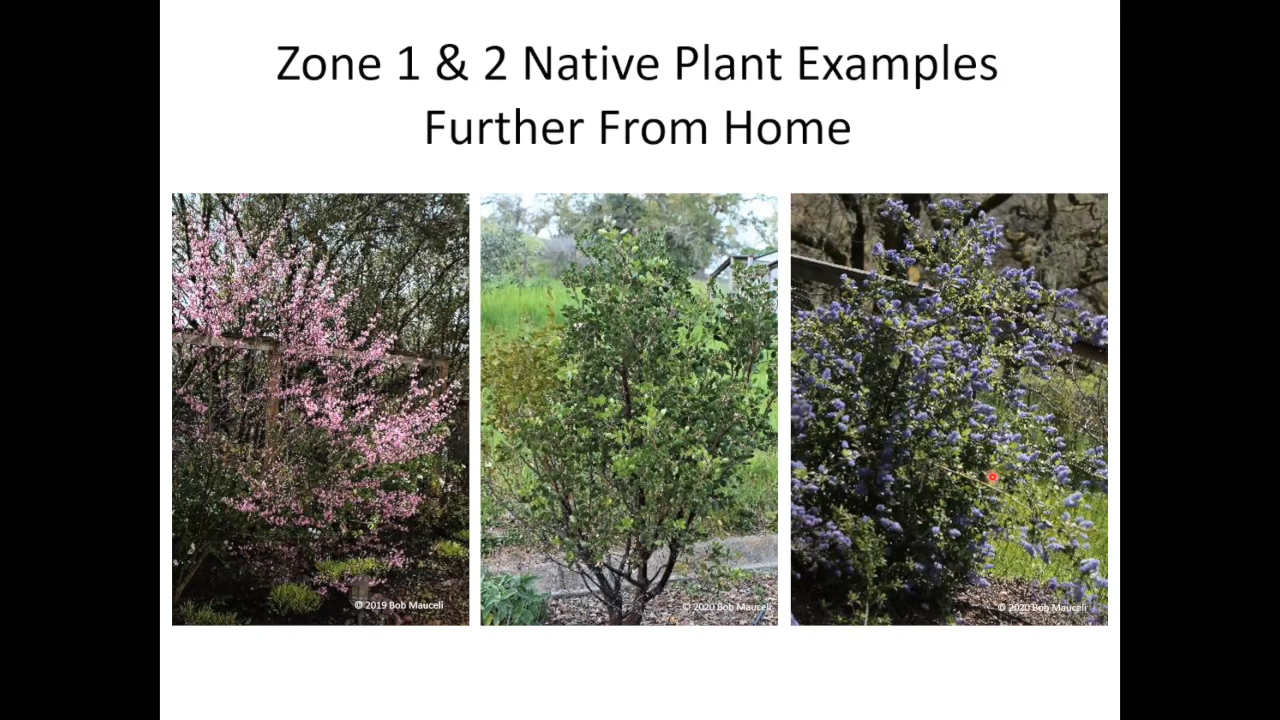 Zone 1 & 2 Native Plant Examples
Further From Home
© 2019 Bob Mauceli
© 2020 Bob Mauceli
© 2020 Bob Mauceli